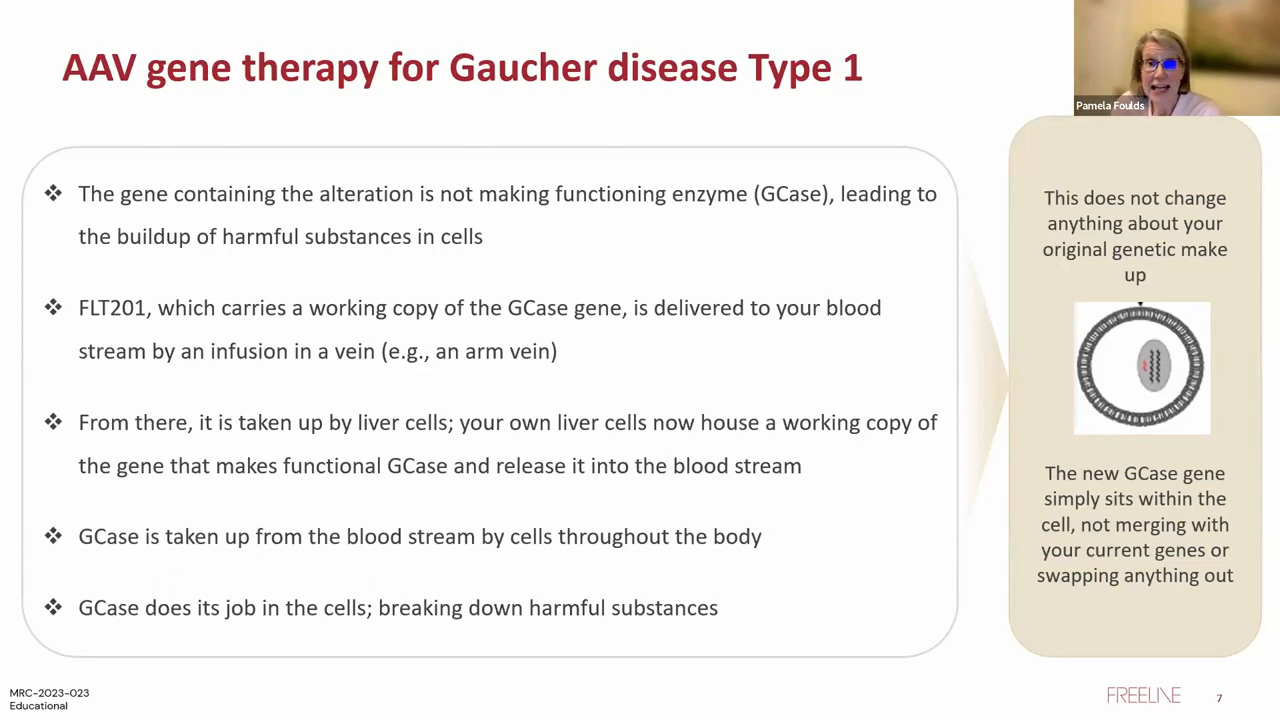 AAV gene therapy for Gaucher disease Type 1
Pamela Foulds
❖ The gene containing the alteration is not making functioning enzyme (GCase), leading to
the buildup of harmful substances in cells
❖ FLT201, which carries a working copy of the GCase gene, is delivered to your blood
stream by an infusion in a vein (e.g., an arm vein)
❖ From there, it is taken up by liver cells; your own liver cells now house a working copy of
the gene that makes functional GCase and release it into the blood stream
❖ GCase is taken up from the blood stream by cells throughout the body
❖ GCase does its job in the cells; breaking down harmful substances
This does not change
anything about your
original genetic make
up
The new GCase gene
simply sits within the
cell, not merging with
your current genes or
swapping anything out
MRC-2023-023
Educational
FREELINE
7